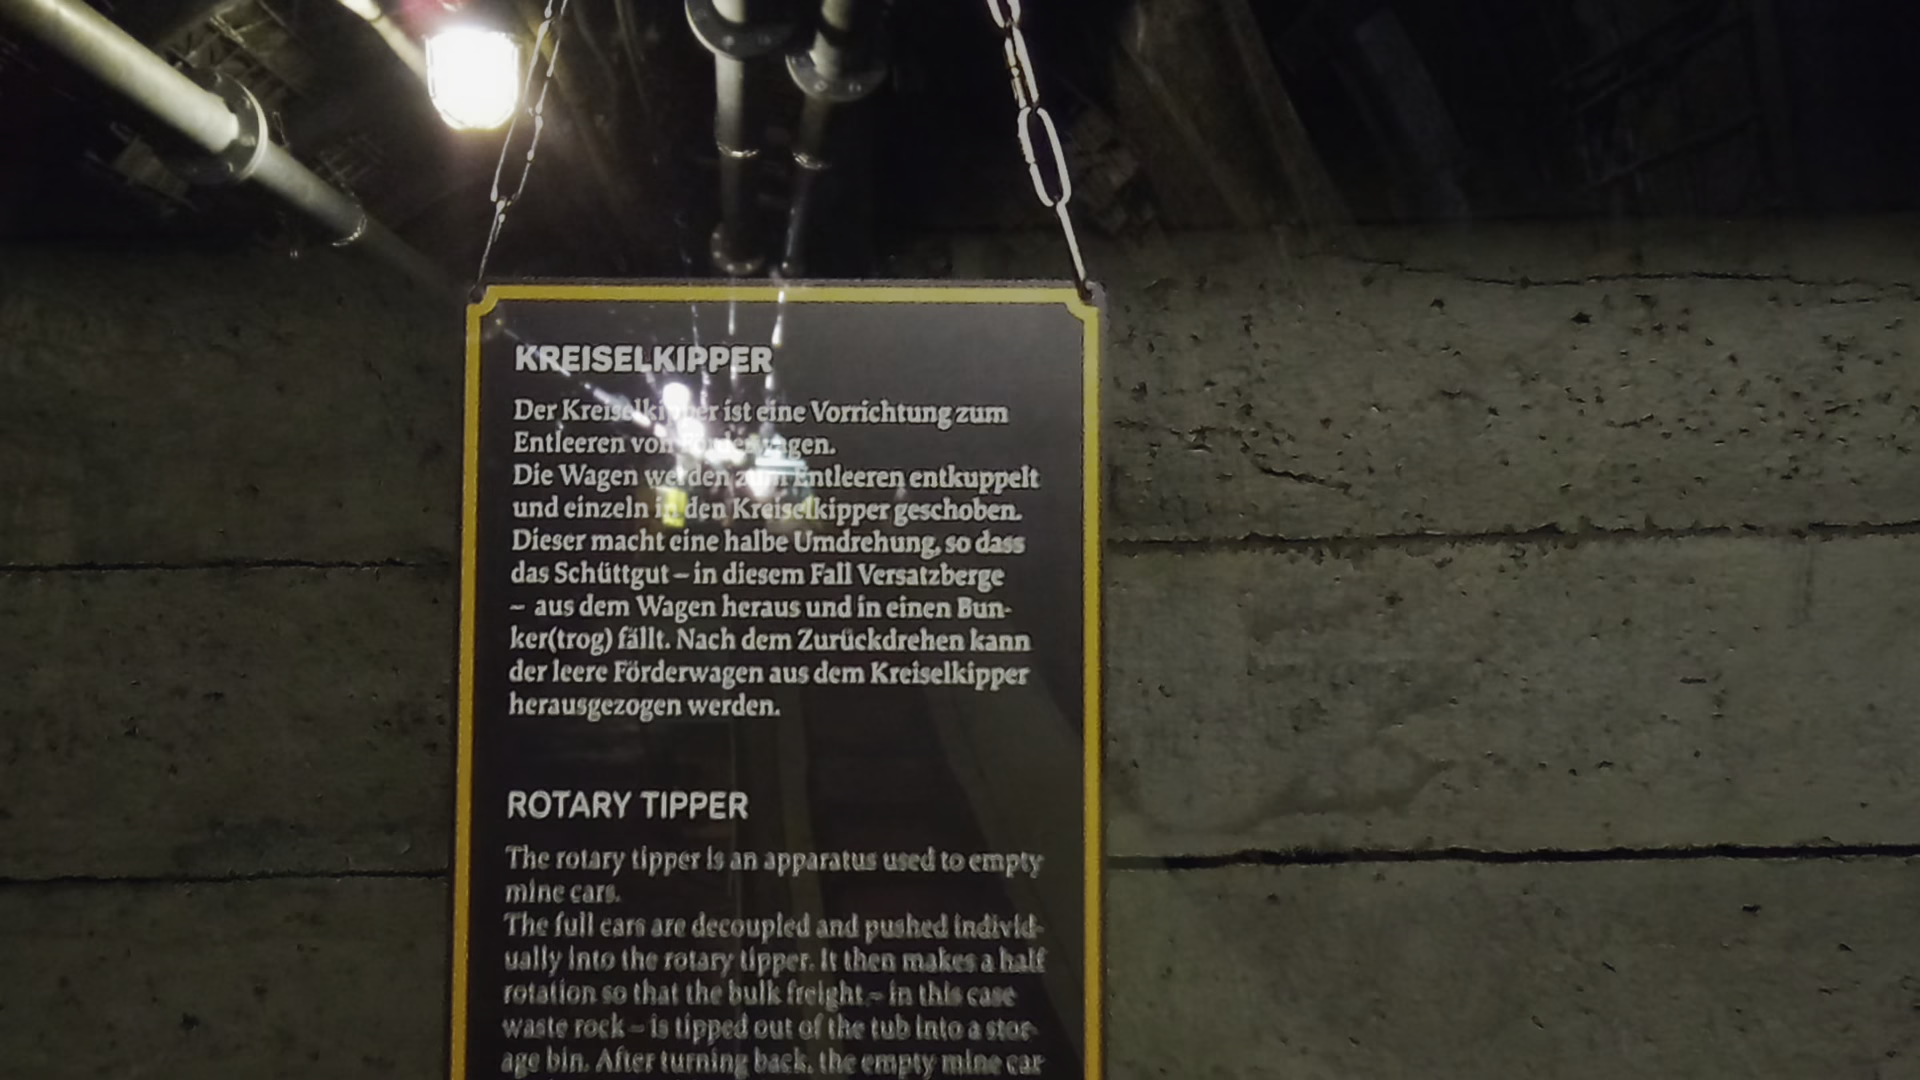 KREISELKIPPER
Der Kreiselkipper ist eine Vorrichtung zum
Entleeren von Förderwagen.
Die Wagen werden zum Entleeren entkuppelt
und einzeln in den Kreiselkipper geschoben.
Dieser macht eine halbe Umdrehung, so dass
das Schüttgut – in diesem Fall Versatzberge
– aus dem Wagen heraus und in einen Bun-
ker(trog) fällt. Nach dem Zurückdrehen kann
der leere Förderwagen aus dem Kreiselkipper
herausgezogen werden.
ROTARY TIPPER
The rotary tipper is an apparatus used to empty
mine cars.
The full cars are decoupled and pushed individ-
ually into the rotary tipper. It then makes a half
rotation so that the bulk freight – in this case
waste rock – is tipped out of the tub into a stor-
age bin. After turning back, the empty mine car